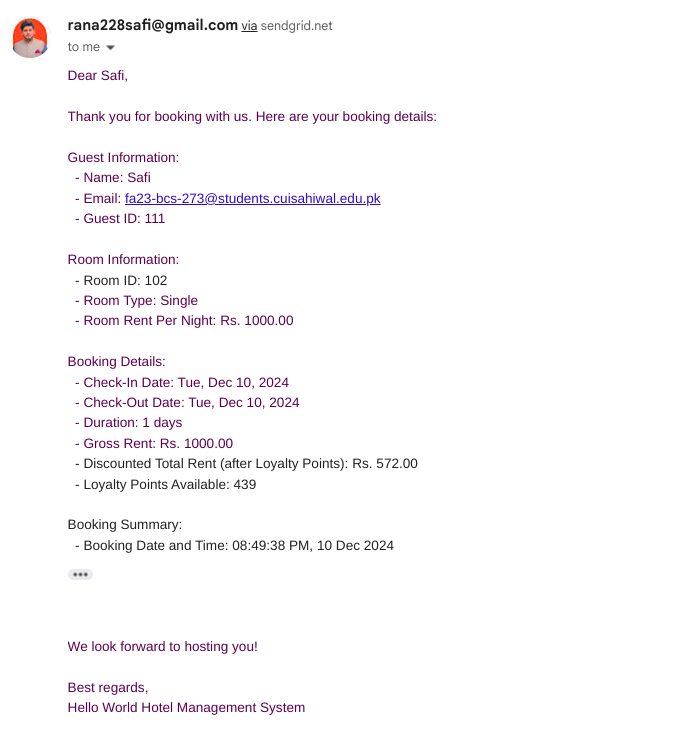 rana228safi@gmail.com via sendgrid.net
to me
Dear Safi,
Thank you for booking with us. Here are your booking details:
Guest Information:
- Name: Safi
- Email: fa23-bcs-273@students.cuisahiwal.edu.pk
- Guest ID: 111
Room Information:
- Room ID: 102
- Room Type: Single
- Room Rent Per Night: Rs. 1000.00
Booking Details:
- Check-In Date: Tue, Dec 10, 2024
- Check-Out Date: Tue, Dec 10, 2024
- Duration: 1 days
- Gross Rent: Rs. 1000.00
- Discounted Total Rent (after Loyalty Points): Rs. 572.00
- Loyalty Points Available: 439
Booking Summary:
- Booking Date and Time: 08:49:38 PM, 10 Dec 2024
We look forward to hosting you!
Best regards,
Hello World Hotel Management System